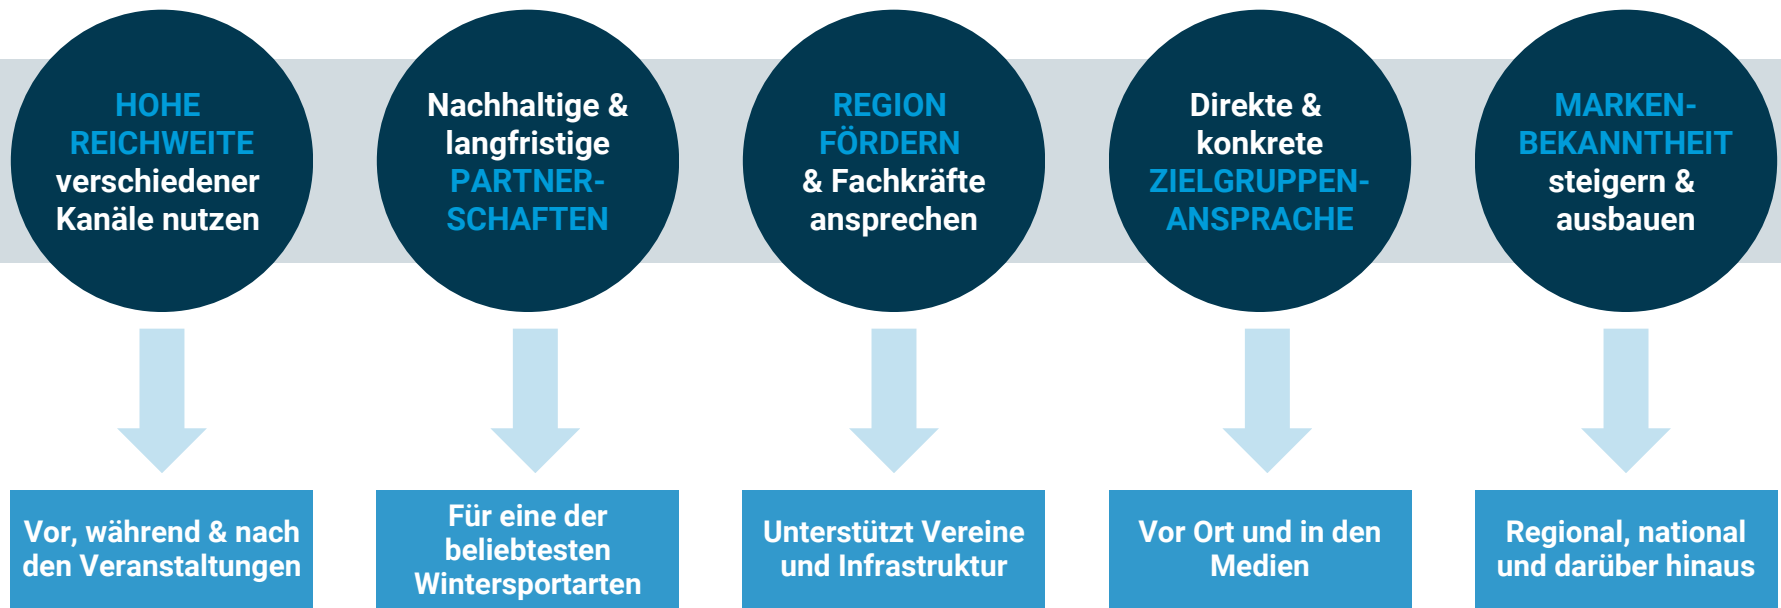 HOHE
REICHWEITE
verschiedener
Kanäle nutzen
Nachhaltige &
langfristige
PARTNER-
SCHAFTEN
REGION
FÖRDERN
& Fachkräfte
ansprechen
Direkte &
konkrete
ZIELGRUPPEN-
ANSPRACHE
MARKEN-
BEKANNTHEIT
steigern &
ausbauen
Vor, während & nach
den Veranstaltungen
Für eine der
beliebtesten
Wintersportarten
Unterstützt Vereine
und Infrastruktur
Vor Ort und in den
Medien
Regional, national
und darüber hinaus